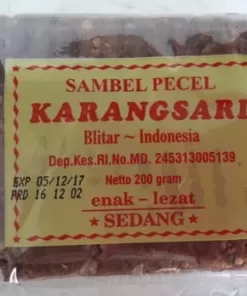 SAMBEL PECEL
KARANGSARI
Blitar ~ Indonesia
Dep.Kes.RI.No.MD. 245313005139
EXP 05/12/17
Netto 200 gram
PRD 16 12 02
enak - lezat
★ SEDANG ★